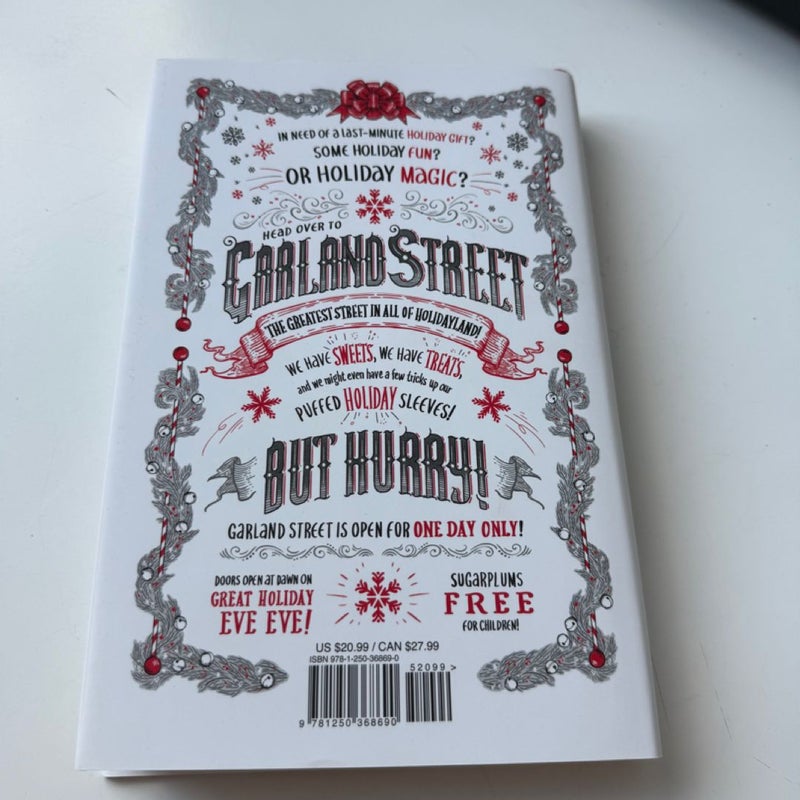 IN NEED OF a LAST-MINUTE HOLIDAY GIFT?
SOME HOLIDAY FUN?
OR HOLIDAY MAGIC?
HEAD OVER TO
GARLAND STREET
THE GREATEST STREET IN ALL OF HOLIDAYLAND!
WE HAVE SWEETS, WE HAVE TREATS,
and we might even have a few tricks up our
PUFFED HOLIDAY SLEEVES!
BUT HURRY!
GARLAND STREET IS OPEN FOR ONE DAY ONLY!
DOORS OPEN AT DAWN ON
GREAT HOLIDAY
EVE EVE!
SUGARPLUMS
FREE
FOR CHILDREN!
US $20.99 / CAN $27.99
ISBN 978-1-250-36869-0
52099 >
9 781250 368690